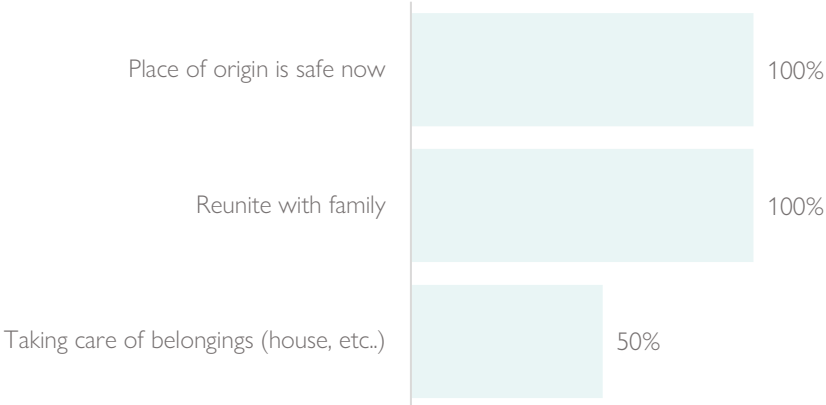 Place of origin is safe now 100%
Reunite with family 100%
Taking care of belongings (house, etc..) 50%